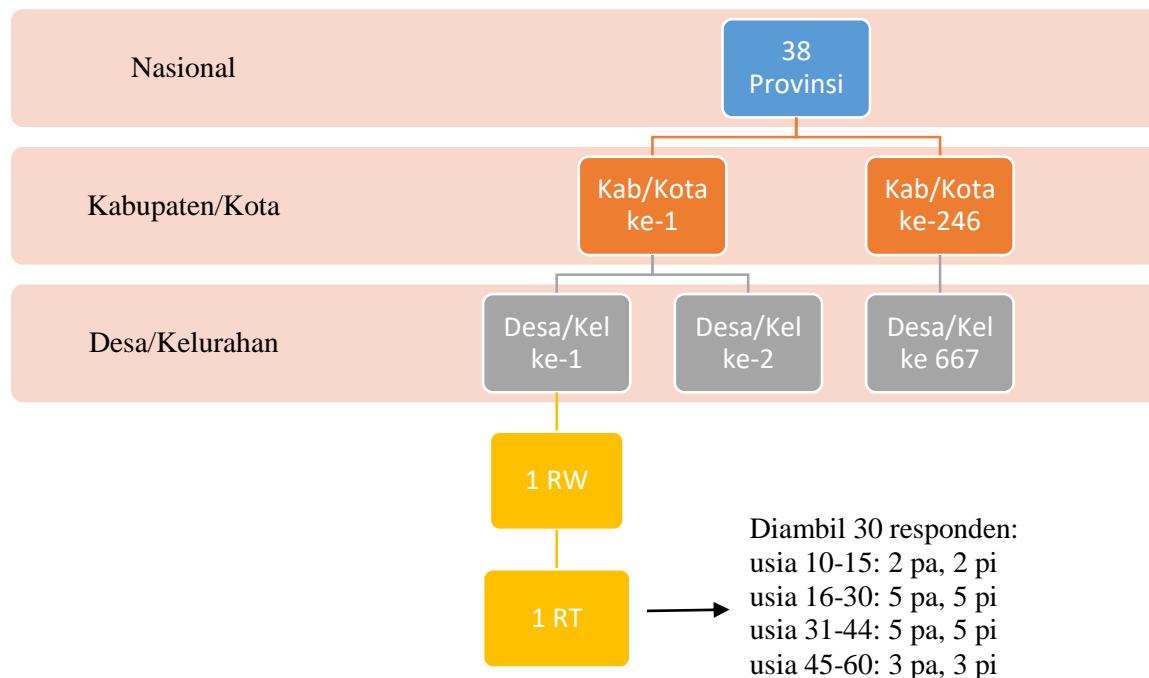 Nasional
38
Provinsi
Kabupaten/Kota
Kab/Kota
ke-1
Kab/Kota
ke-246
Desa/Kelurahan
Desa/Kel
ke-1
Desa/Kel
ke-2
Desa/Kel
ke 667
1 RW
1 RT
Diambil 30 responden:
usia 10-15: 2 pa, 2 pi
usia 16-30: 5 pa, 5 pi
usia 31-44: 5 pa, 5 pi
usia 45-60: 3 pa, 3 pi